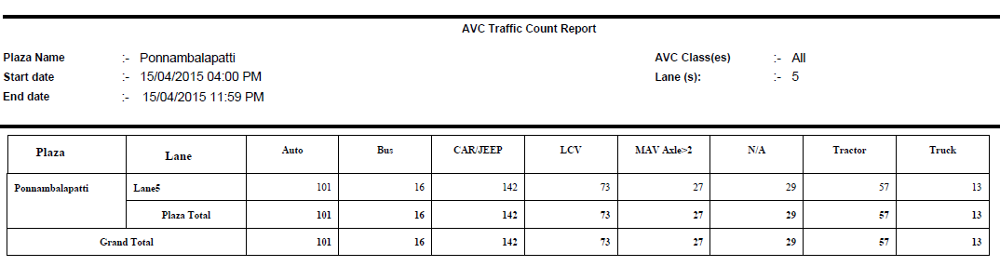 AVC Traffic Count Report
Plaza Name :- Ponnambalapatti AVC Class(es) :- All
Start date :- 15/04/2015 04:00 PM Lane (s): :- 5
End date :- 15/04/2015 11:59 PM
Plaza Lane Auto Bus CAR/JEEP LCV MAV Axle>2 N/A Tractor Truck
Ponnambalapatti Lane5 101 16 142 73 27 29 57 13
Plaza Total 101 16 142 73 27 29 57 13
Grand Total 101 16 142 73 27 29 57 13